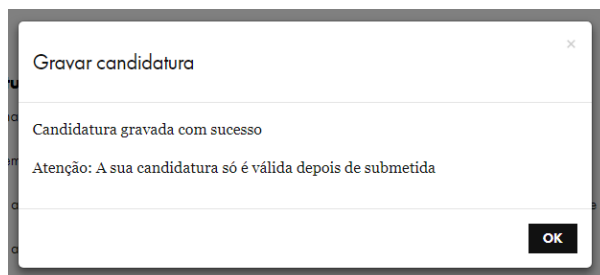 Gravar candidatura
×
Candidatura gravada com sucesso
Atenção: A sua candidatura só é válida depois de submetida
OK